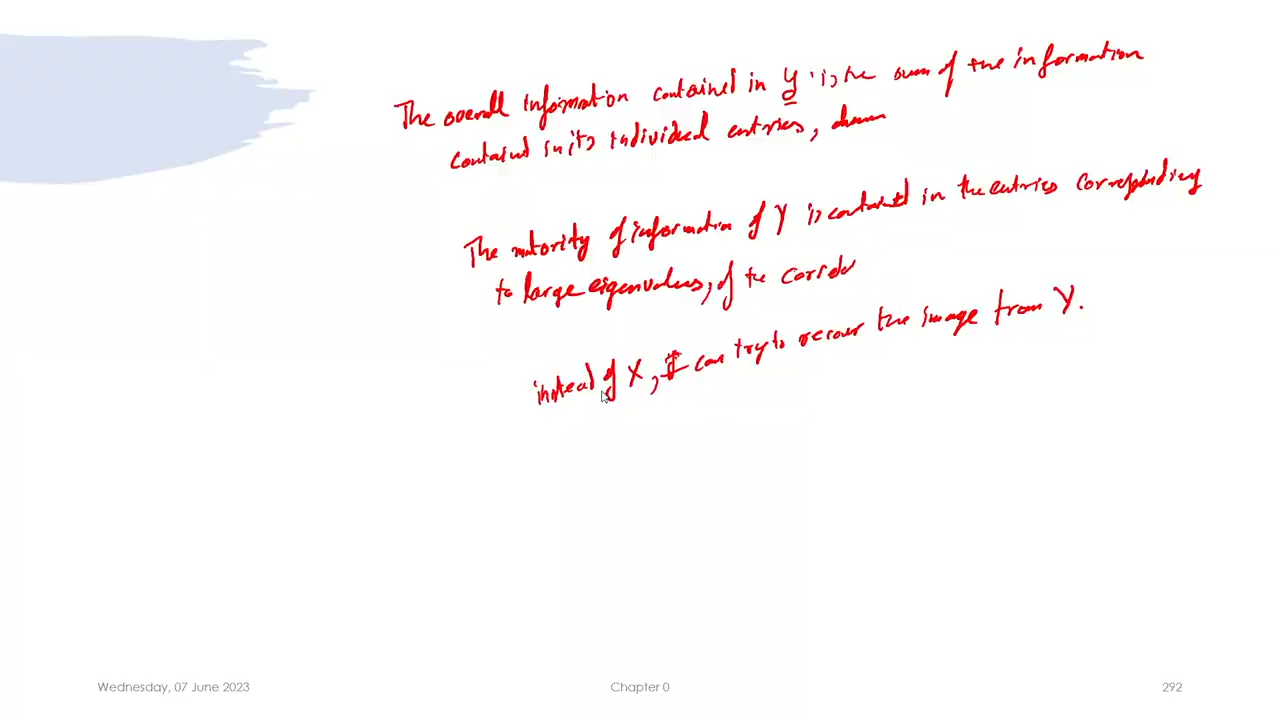 The overall information contained in y is the sum of the information
contained in its individual entries,
The majority of information of Y is contained in the entries corresponding
to large eigenvalues, of the
instead of X, I can try to recover the image from Y.
Wednesday, 07 June 2023
Chapter 0
292